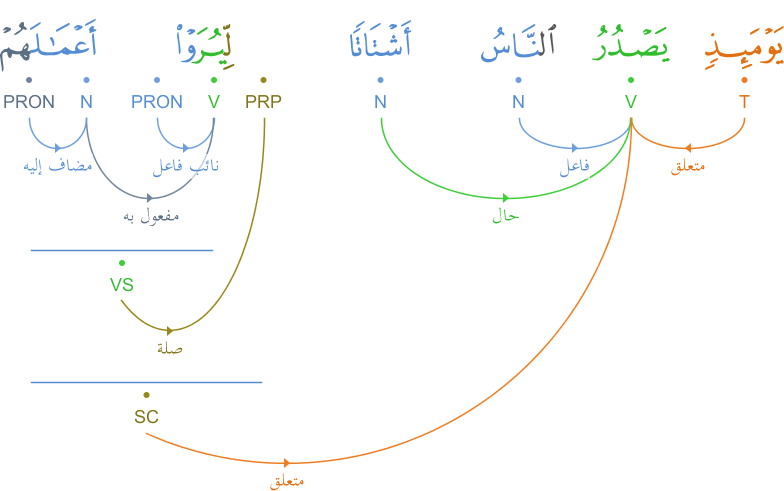 يَوْمَئِذٍ يَصْدُرُ ٱلنَّاسُ أَشْتَاتًا لِّيُرَوْا۟ أَعْمَـٰلَهُمْ
T V N N PRP V PRON N PRON
متعلق فاعل نائب فاعل مضاف إليه
حال مفعول به
VS
صلة
SC
متعلق